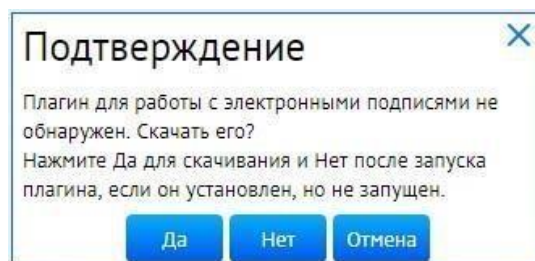 Подтверждение
Плагин для работы с электронными подписями не
обнаружен. Скачать его?
Нажмите Да для скачивания и Нет после запуска
плагина, если он установлен, но не запущен.
Да Нет Отмена